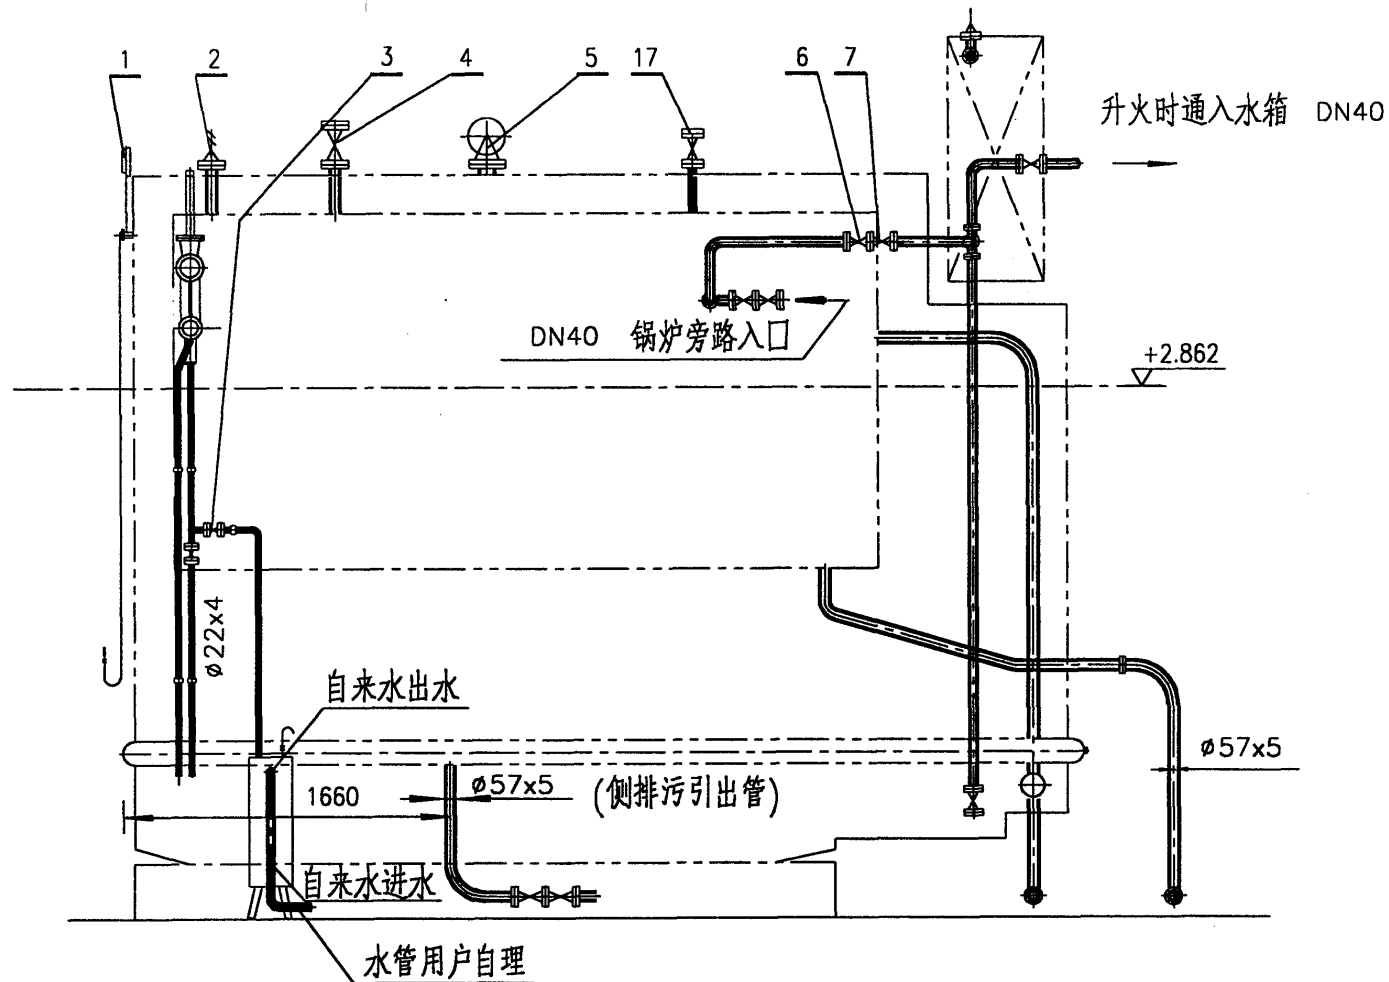 1 2 3 4 5 17 6 7
升火时通入水箱 DN40
DN40 锅炉旁路入口
+2.862
ø22x4
自来水出水
ø57x5
1660
ø57x5 (侧排污引出管)
自来水进水
水管用户自理